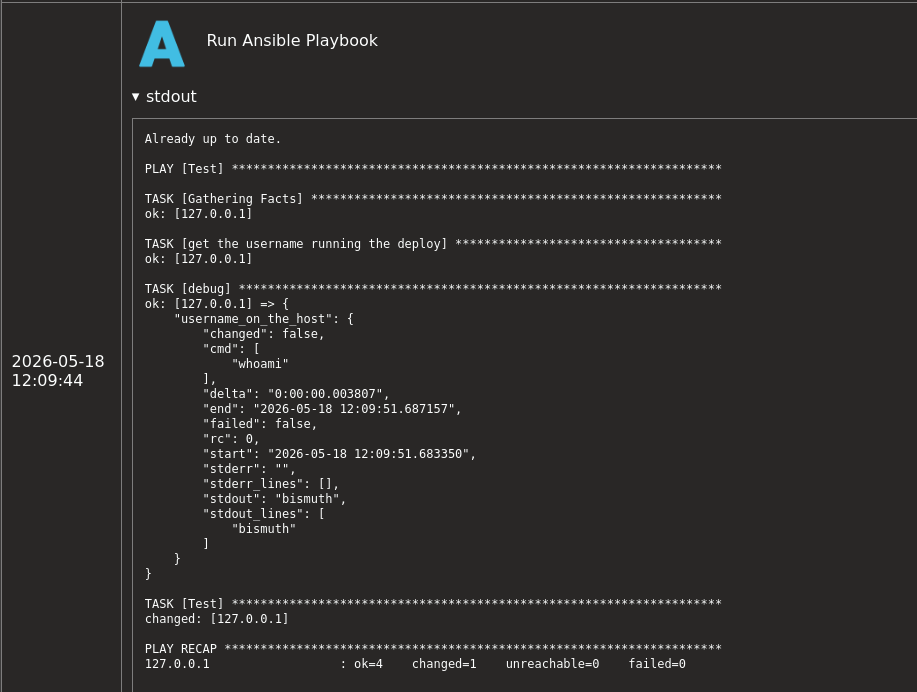 Run Ansible Playbook
▼ stdout
Already up to date.
PLAY [Test] ********************************************************************
TASK [Gathering Facts] *********************************************************
ok: [127.0.0.1]
TASK [get the username running the deploy] *************************************
ok: [127.0.0.1]
TASK [debug] *******************************************************************
ok: [127.0.0.1] => {
    "username_on_the_host": {
        "changed": false,
        "cmd": [
            "whoami"
        ],
        "delta": "0:00:00.003807",
        "end": "2026-05-18 12:09:51.687157",
        "failed": false,
        "rc": 0,
        "start": "2026-05-18 12:09:51.683350",
        "stderr": "",
        "stderr_lines": [],
        "stdout": "bismuth",
        "stdout_lines": [
            "bismuth"
        ]
    }
}
TASK [Test] ********************************************************************
changed: [127.0.0.1]
PLAY RECAP *********************************************************************
127.0.0.1                  : ok=4    changed=1    unreachable=0    failed=0
2026-05-18
12:09:44